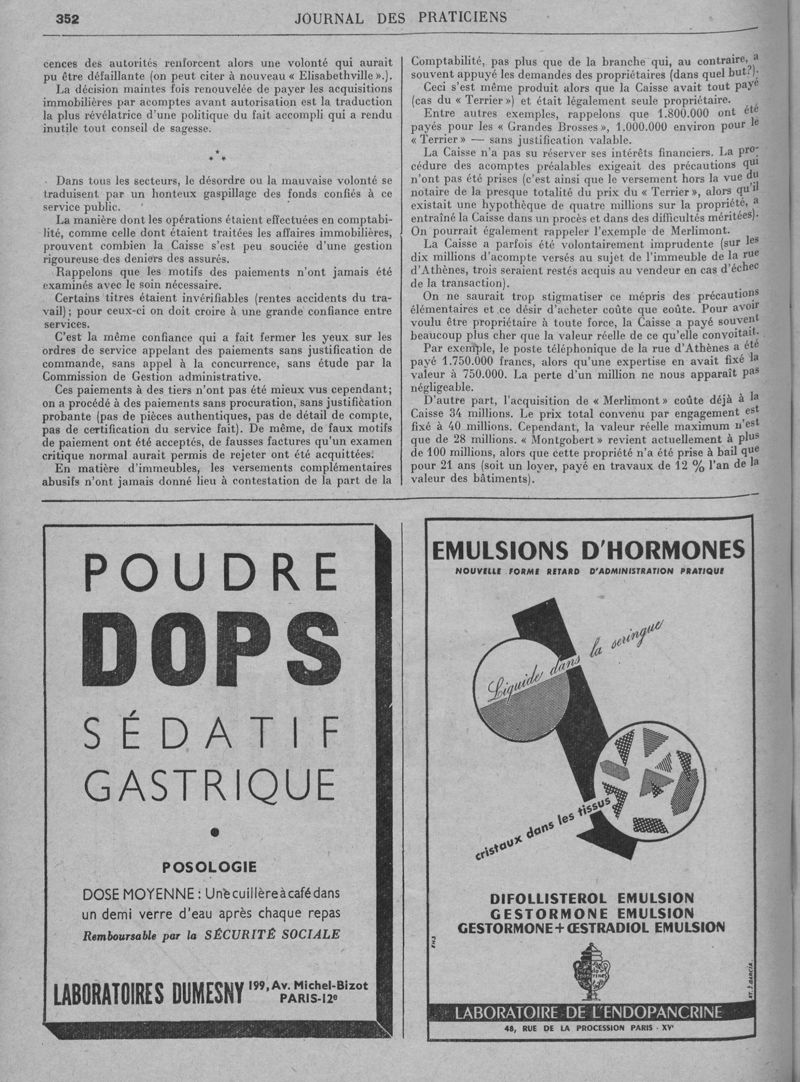 352
JOURNAL DES PRATICIENS
cences des autorités renforcent alors une volonté qui aurait
pu être défaillante (on peut citer à nouveau « Elisabethville »).
La décision maintes fois renouvelée de payer les acquisitions
immobilières par acomptes avant autorisation est la traduction
la plus révélatrice d'une politique du fait accompli qui a rendu
inutile tout conseil de sagesse.
* * *
Dans tous les secteurs, le désordre ou la mauvaise volonté se
traduisent par un honteux gaspillage des fonds confiés à ce
service public.
La manière dont les opérations étaient effectuées en comptabi-
lité, comme celle dont étaient traitées les affaires immobilières,
prouvent combien la Caisse s'est peu souciée d'une gestion
rigoureuse des deniers des assurés.
Rappelons que les motifs des paiements n'ont jamais été
examinés avec le soin nécessaire.
Certains titres étaient invérifiables (rentes accidents du tra-
vail) ; pour ceux-ci on doit croire à une grande confiance entre
services.
C'est la même confiance qui a fait fermer les yeux sur les
ordres de service appelant des paiements sans justification de
commande, sans appel à la concurrence, sans étude par la
Commission de Gestion administrative.
Ces paiements à des tiers n'ont pas été mieux vus cependant ;
on a procédé à des paiements sans procuration, sans justification
probante (pas de pièces authentiques, pas de détail de compte,
pas de certification du service fait). De même, de faux motifs
de paiement ont été acceptés, de fausses factures qu'un examen
critique normal aurait permis de rejeter ont été acquittées.
En matière d'immeubles, les versements complémentaires
abusifs n'ont jamais donné lieu à contestation de la part de la
Comptabilité, pas plus que de la branche qui, au contraire, a
souvent appuyé les demandes des propriétaires (dans quel but ?).
Ceci s'est même produit alors que la Caisse avait tout payé
(cas du « Terrier ») et était légalement seule propriétaire.
Entre autres exemples, rappelons que 1.800.000 ont été
payés pour les « Grandes Brosses », 1.000.000 environ pour le
« Terrier » — sans justification valable.
La Caisse n'a pas su réserver ses intérêts financiers. La pro-
cédure des acomptes préalables exigeait des précautions qui
n'ont pas été prises (c'est ainsi que le versement hors la vue du
notaire de la presque totalité du prix du « Terrier », alors qu'il
existait une hypothèque de quatre millions sur la propriété, a
entraîné la Caisse dans un procès et dans des difficultés méritées).
On pourrait également rappeler l'exemple de Merlimont.
La Caisse a parfois été volontairement imprudente (sur les
dix millions d'acompte versés au sujet de l'immeuble de la rue
d'Athènes, trois seraient restés acquis au vendeur en cas d'échec
de la transaction).
On ne saurait trop stigmatiser ce mépris des précautions
élémentaires et ce désir d'acheter coûte que coûte. Pour avoir
voulu être propriétaire à toute force, la Caisse a payé souvent
beaucoup plus cher que la valeur réelle de ce qu'elle convoitait.
Par exemple, le poste téléphonique de la rue d'Athènes a été
payé 1.750.000 francs, alors qu'une expertise en avait fixé la
valeur à 750.000. La perte d'un million ne nous apparaît pas
négligeable.
D'autre part, l'acquisition de « Merlimont » coûte déjà à la
Caisse 34 millions. Le prix total convenu par engagement est
fixé à 40 millions. Cependant, la valeur réelle maximum n'est
que de 28 millions. « Montgobert » revient actuellement à plus
de 100 millions, alors que cette propriété n'a été prise à bail que
pour 21 ans (soit un loyer, payé en travaux de 12 % l'an de la
valeur des bâtiments).
POUDRE
DOPS
SÉDATIF
GASTRIQUE
POSOLOGIE
DOSE MOYENNE : Une cuillère à café dans
un demi verre d'eau après chaque repas
Remboursable par la SÉCURITÉ SOCIALE
LABORATOIRES DUMESNY 199, Av. Michel-Bizot
PARIS-12e
EMULSIONS D'HORMONES
NOUVELLE FORME RETARD D'ADMINISTRATION PRATIQUE
Liquide dans la seringue
cristaux dans les tissus
DIFOLLISTEROL EMULSION
GESTORMONE EMULSION
GESTORMONE + ŒSTRADIOL EMULSION
LABORATOIRE DE L'ENDOPANCRINE
48, RUE DE LA PROCESSION PARIS - XVe